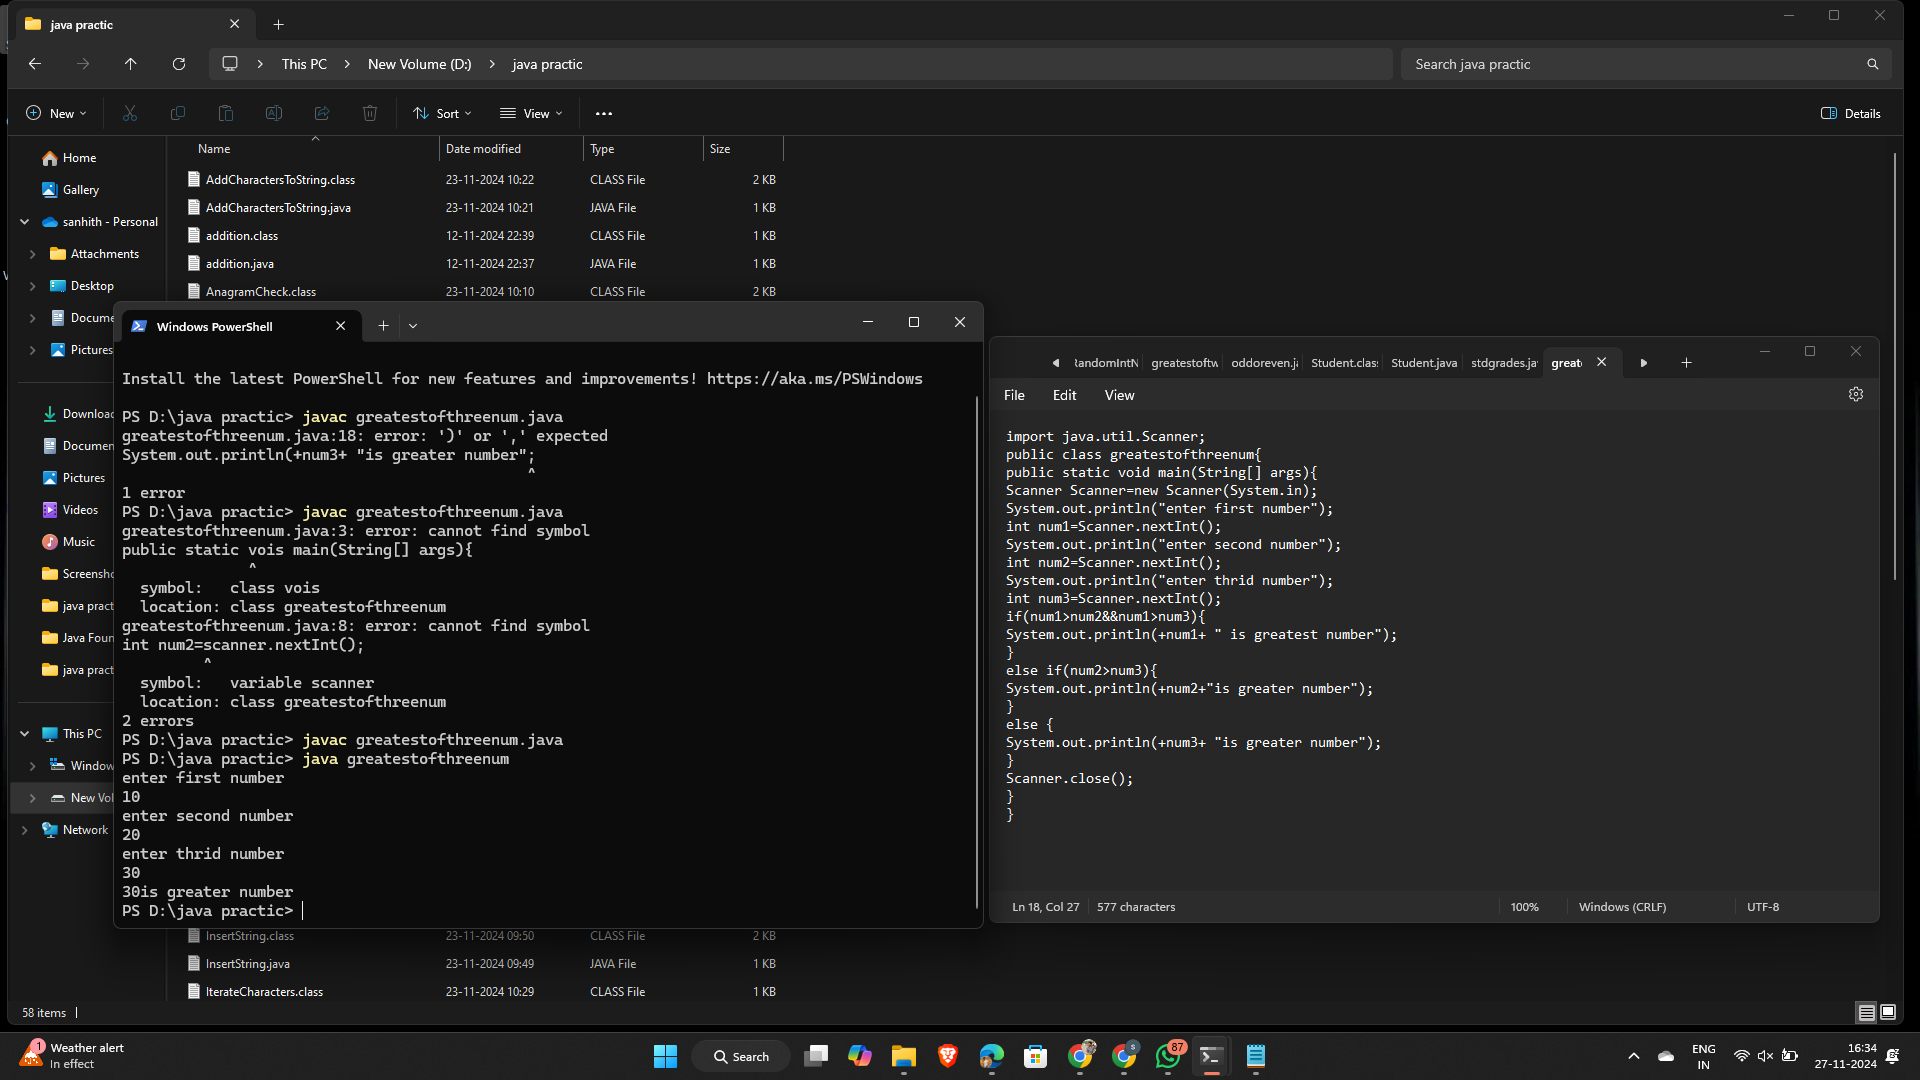 java practic
This PC
New Volume (D:)
java practic
Search java practic
New
Sort
View
Details
Name
Date modified
Type
Size
Home
Gallery
sanhith - Personal
Attachments
Desktop
Docume
Pictures
Downloac
Documen
Pictures
Videos
Music
Screensho
java pract
Java Foun
java pract
This PC
Window
New Vol
Network
AddCharactersToString.class 23-11-2024 10:22 CLASS File 2 KB
AddCharactersToString.java 23-11-2024 10:21 JAVA File 1 KB
addition.class 12-11-2024 22:39 CLASS File 1 KB
addition.java 12-11-2024 22:37 JAVA File 1 KB
AnagramCheck.class 23-11-2024 10:10 CLASS File 2 KB
Windows PowerShell
Install the latest PowerShell for new features and improvements! https://aka.ms/PSWindows
PS D:\java practic> javac greatestofthreenum.java
greatestofthreenum.java:18: error: ')' or ',' expected
System.out.println(+num3+ "is greater number";
^
1 error
PS D:\java practic> javac greatestofthreenum.java
greatestofthreenum.java:3: error: cannot find symbol
public static vois main(String[] args){
^
symbol:   class vois
location: class greatestofthreenum
greatestofthreenum.java:8: error: cannot find symbol
int num2=scanner.nextInt();
^
symbol:   variable scanner
location: class greatestofthreenum
2 errors
PS D:\java practic> javac greatestofthreenum.java
PS D:\java practic> java greatestofthreenum
enter first number
10
enter second number
20
enter thrid number
30
30is greater number
PS D:\java practic>
RandomIntN greatestoftw oddoreven.ja Student.class Student.java stdgrades.ja great
File Edit View
import java.util.Scanner;
public class greatestofthreenum{
public static void main(String[] args){
Scanner Scanner=new Scanner(System.in);
System.out.println("enter first number");
int num1=Scanner.nextInt();
System.out.println("enter second number");
int num2=Scanner.nextInt();
System.out.println("enter thrid number");
int num3=Scanner.nextInt();
if(num1>num2&&num1>num3){
System.out.println(+num1+ " is greatest number");
}
else if(num2>num3){
System.out.println(+num2+"is greater number");
}
else {
System.out.println(+num3+ "is greater number");
}
Scanner.close();
}
}
Ln 18, Col 27 577 characters 100% Windows (CRLF) UTF-8
InsertString.class 23-11-2024 09:50 CLASS File 2 KB
InsertString.java 23-11-2024 09:49 JAVA File 1 KB
IterateCharacters.class 23-11-2024 10:29 CLASS File 1 KB
58 items
1
Weather alert
In effect
Search
S
87
ENG
IN
16:34
27-11-2024